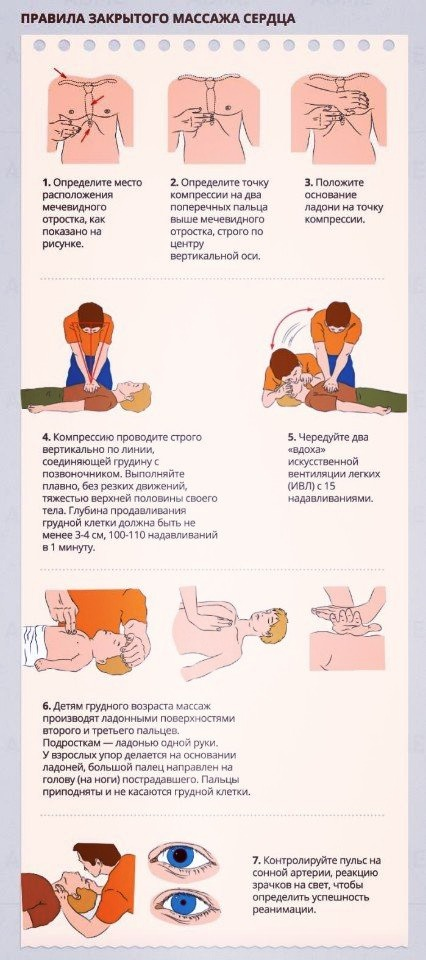 ПРАВИЛА ЗАКРЫТОГО МАССАЖА СЕРДЦА
1. Определите место
расположения
мечевидного
отростка, как
показано на
рисунке.
2. Определите точку
компрессии на два
поперечных пальца
выше мечевидного
отростка, строго по
центру
вертикальной оси.
3. Положите
основание
ладони на точку
компрессии.
4. Компрессию проводите строго
вертикально по линии,
соединяющей грудину с
позвоночником. Выполняйте
плавно, без резких движений,
тяжестью верхней половины своего
тела. Глубина продавливания
грудной клетки должна быть не
менее 3-4 см, 100-110 надавливаний
в 1 минуту.
5. Чередуйте два
«вдоха»
искусственной
вентиляции легких
(ИВЛ) с 15
надавливаниями.
6. Детям грудного возраста массаж
производят ладонными поверхностями
второго и третьего пальцев.
Подросткам — ладонью одной руки.
У взрослых упор делается на основании
ладоней, большой палец направлен на
голову (на ноги) пострадавшего. Пальцы
приподняты и не касаются грудной клетки.
7. Контролируйте пульс на
сонной артерии, реакцию
зрачков на свет, чтобы
определить успешность
реанимации.